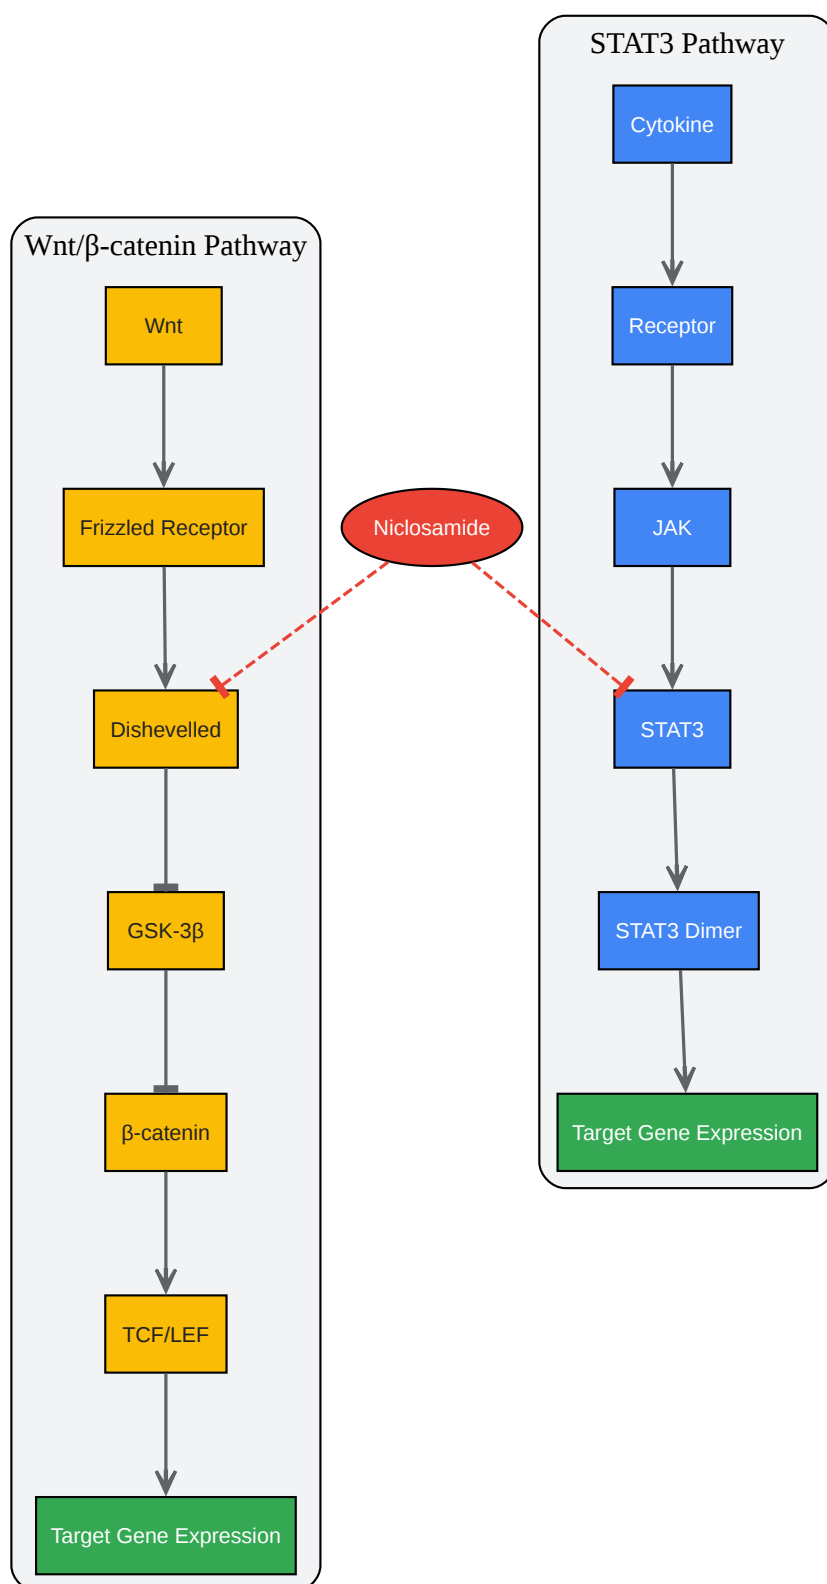 Wnt/β-catenin Pathway
Wnt
Frizzled Receptor
Dishevelled
GSK-3β
β-catenin
TCF/LEF
Target Gene Expression
Niclosamide
STAT3 Pathway
Cytokine
Receptor
JAK
STAT3
STAT3 Dimer
Target Gene Expression